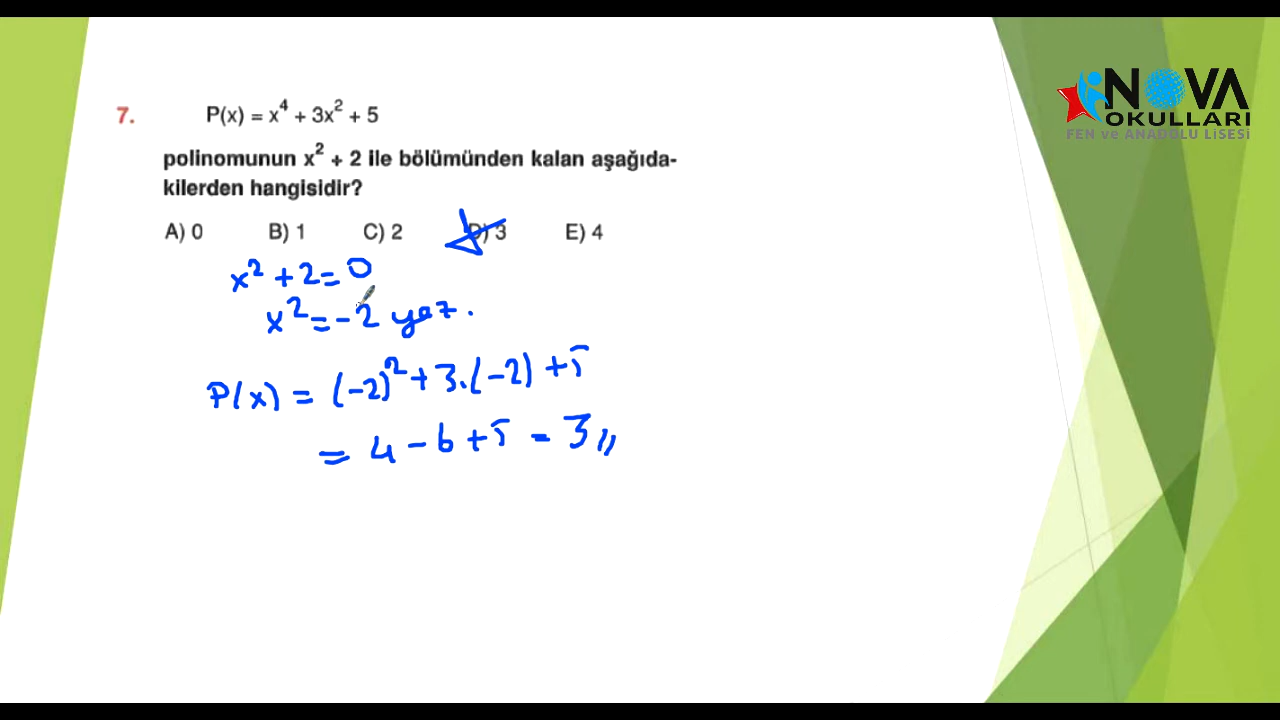 NOVA
OKULLARI
FEN ve ANADOLU LİSESİ
7. P(x) = x⁴ + 3x² + 5
polinomunun x² + 2 ile bölümünden kalan aşağıda-
kilerden hangisidir?
A) 0 B) 1 C) 2 D) 3 E) 4
x² + 2 = 0
x² = -2 yaz.
P(x) = (-2)² + 3.(-2) + 5
= 4 - 6 + 5 = 3